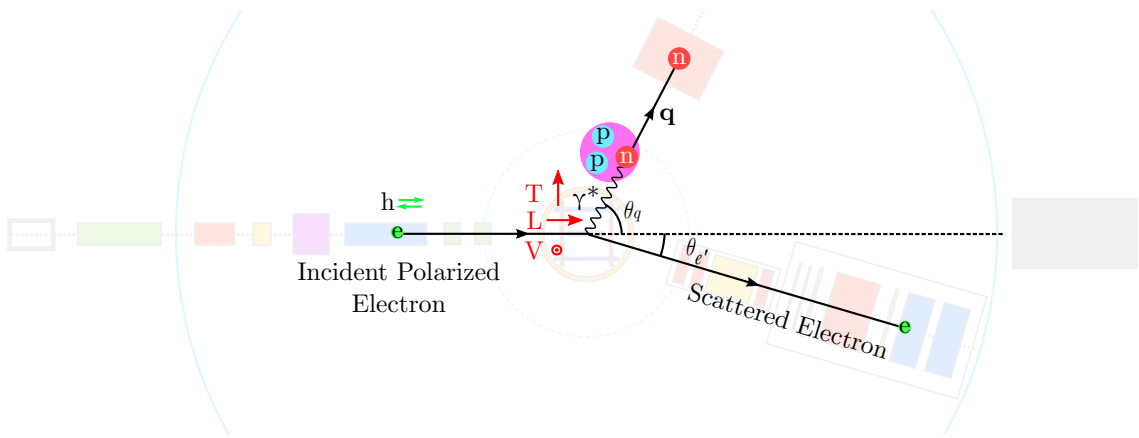 n
q
p
p
n
γ*
T
h
θq
L
e
V
θe′
Incident Polarized
Electron
Scattered Electron
e